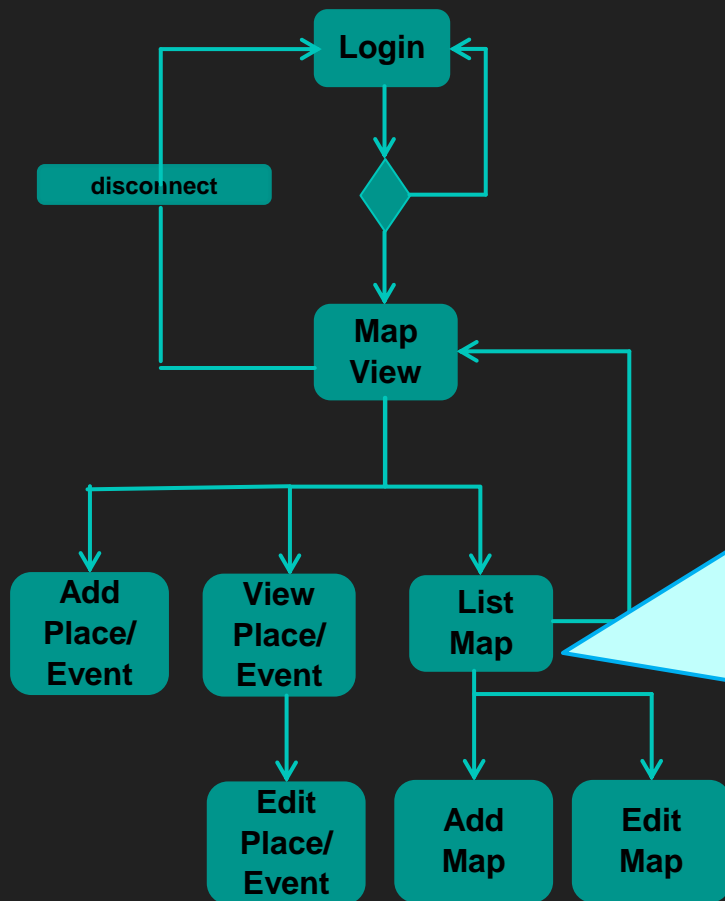 Login
disconnect
Map
View
Add
Place/
Event
View
Place/
Event
List
Map
Edit
Place/
Event
Add
Map
Edit
Map